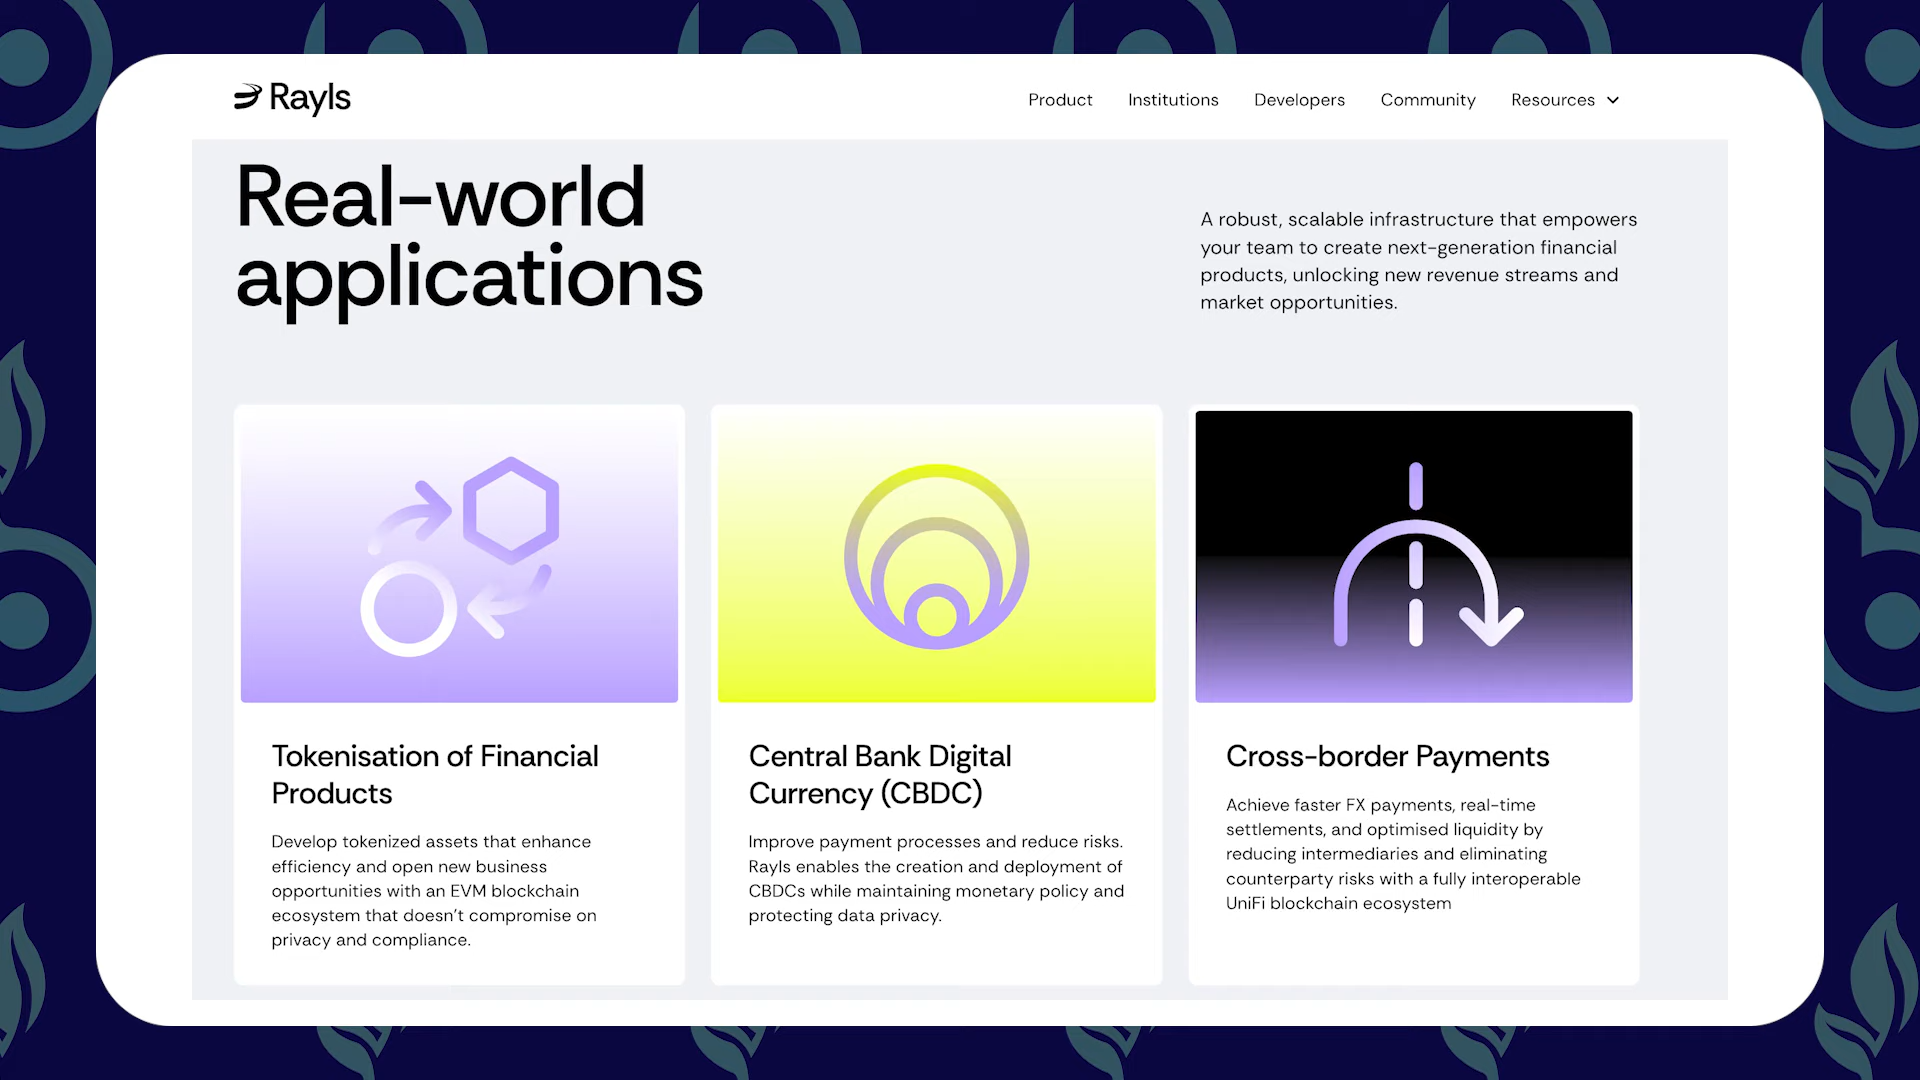 Rayls
Product Institutions Developers Community Resources
Real-world
applications
A robust, scalable infrastructure that empowers
your team to create next-generation financial
products, unlocking new revenue streams and
market opportunities.
Tokenisation of Financial
Products
Develop tokenized assets that enhance
efficiency and open new business
opportunities with an EVM blockchain
ecosystem that doesn't compromise on
privacy and compliance.
Central Bank Digital
Currency (CBDC)
Improve payment processes and reduce risks.
Rayls enables the creation and deployment of
CBDCs while maintaining monetary policy and
protecting data privacy.
Cross-border Payments
Achieve faster FX payments, real-time
settlements, and optimised liquidity by
reducing intermediaries and eliminating
counterparty risks with a fully interoperable
UniFi blockchain ecosystem